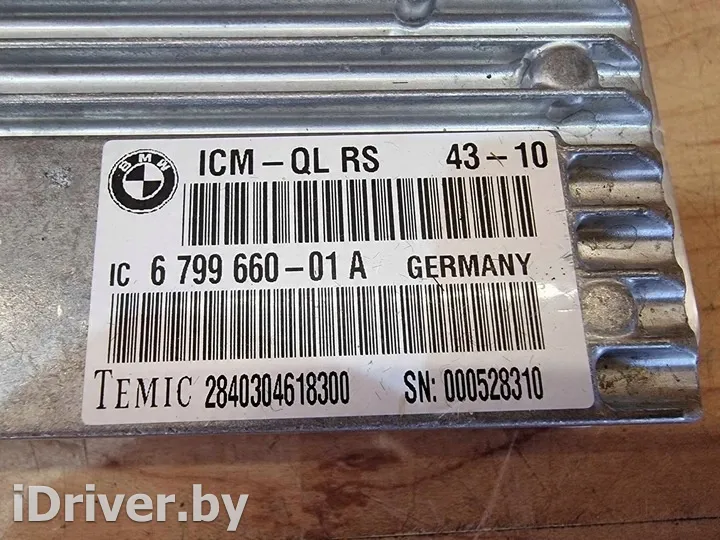 BMW
ICM-QL RS 43-10
IC 6 799 660-01 A GERMANY
TEMIC 2840304618300 SN: 000528310
iDriver.by